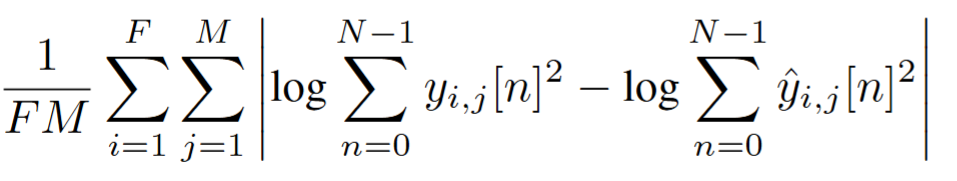 $$\frac{1}{FM} \sum_{i=1}^{F} \sum_{j=1}^{M} \left| \log \sum_{n=0}^{N-1} y_{i,j}[n]^2 - \log \sum_{n=0}^{N-1} \hat{y}_{i,j}[n]^2 \right|$$